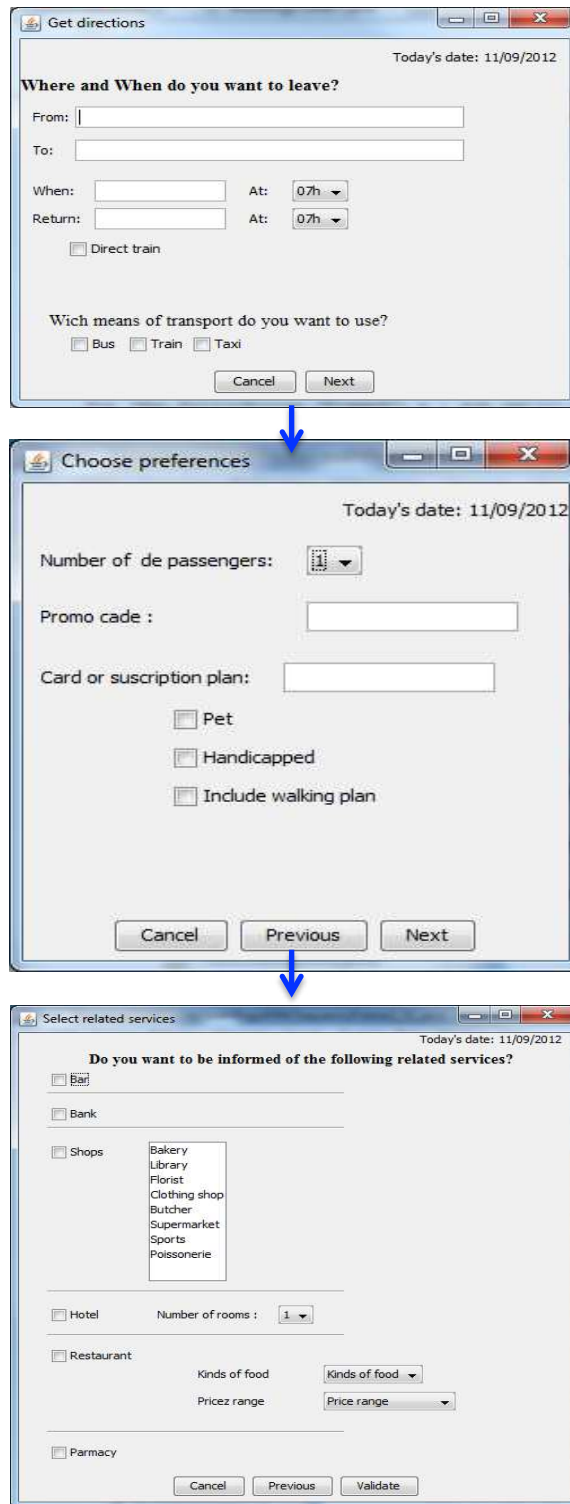 Get directions
Today's date: 11/09/2012
Where and When do you want to leave?
From:
To:
When: At: 07h
Return: At: 07h
Direct train
Wich means of transport do you want to use?
Bus Train Taxi
Cancel Next
Choose preferences
Today's date: 11/09/2012
Number of de passengers: 1
Promo cade :
Card or suscription plan:
Pet
Handicapped
Include walking plan
Cancel Previous Next
Select related services
Today's date: 11/09/2012
Do you want to be informed of the following related services?
Bar
Bank
Shops Bakery
Library
Florist
Clothing shop
Butcher
Supermarket
Sports
Poissonerie
Hotel Number of rooms : 1
Restaurant
Kinds of food Kinds of food
Pricez range Price range
Parmacy
Cancel Previous Validate